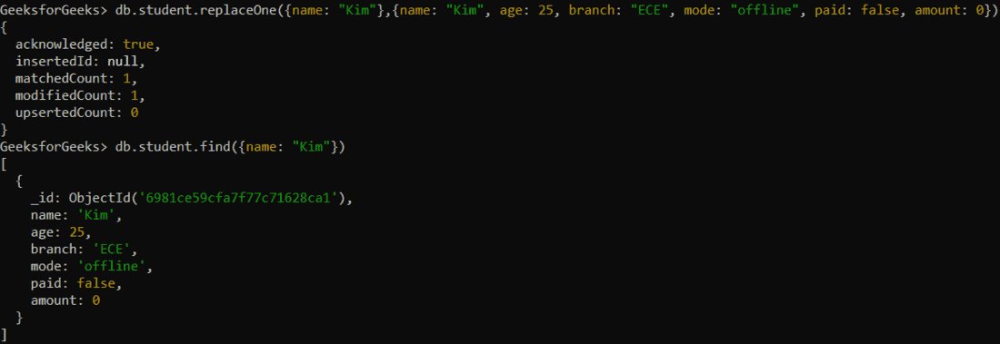 GeeksforGeeks> db.student.replaceOne({name: "Kim"},{name: "Kim", age: 25, branch: "ECE", mode: "offline", paid: false, amount: 0})
{
  acknowledged: true,
  insertedId: null,
  matchedCount: 1,
  modifiedCount: 1,
  upsertedCount: 0
}
GeeksforGeeks> db.student.find({name: "Kim"})
[
  {
    _id: ObjectId('6981ce59cfa7f77c71628ca1'),
    name: 'Kim',
    age: 25,
    branch: 'ECE',
    mode: 'offline',
    paid: false,
    amount: 0
  }
]